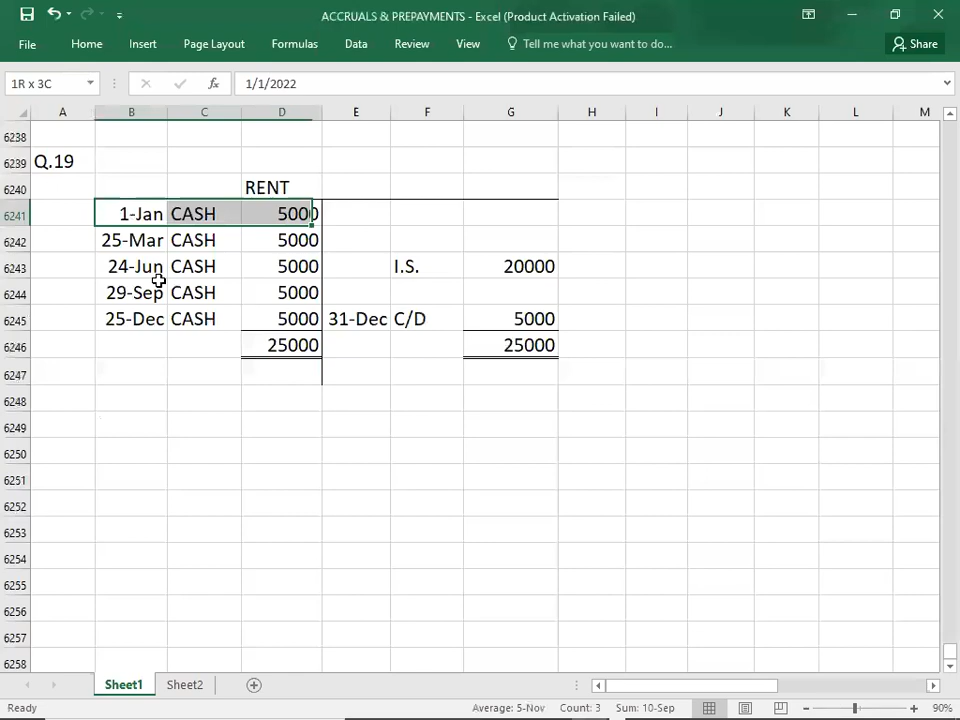 ACCRUALS & PREPAYMENTS - Excel (Product Activation Failed)
File Home Insert Page Layout Formulas Data Review View Tell me what you want to do... Share
1R x 3C fx 1/1/2022
A B C D E F G H I J K L M
6238
6239 Q.19
6240 RENT
6241 1-Jan CASH 5000
6242 25-Mar CASH 5000
6243 24-Jun CASH 5000 I.S. 20000
6244 29-Sep CASH 5000
6245 25-Dec CASH 5000 31-Dec C/D 5000
6246 25000 25000
6247
6248
6249
6250
6251
6252
6253
6254
6255
6256
6257
6258
Sheet1 Sheet2
Ready Average: 5-Nov Count: 3 Sum: 10-Sep 90%